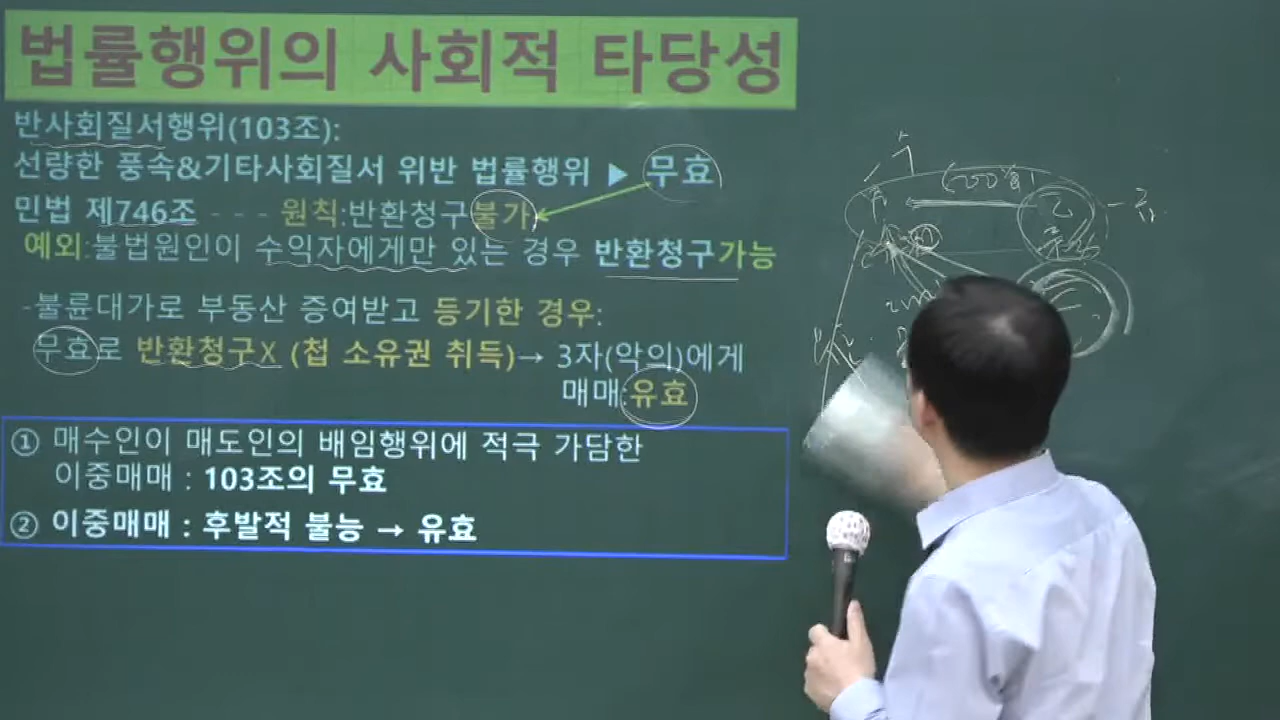 법률행위의 사회적 타당성
반사회질서행위(103조):
선량한 풍속&기타사회질서 위반 법률행위 ▶ 무효
민법 제746조 - - - 원칙:반환청구불가
예외:불법원인이 수익자에게만 있는 경우 반환청구가능
-불륜대가로 부동산 증여받고 등기한 경우:
무효로 반환청구X (첩 소유권 취득)→ 3자(악의)에게
매매:유효
① 매수인이 매도인의 배임행위에 적극 가담한
이중매매 : 103조의 무효
② 이중매매 : 후발적 불능 → 유효